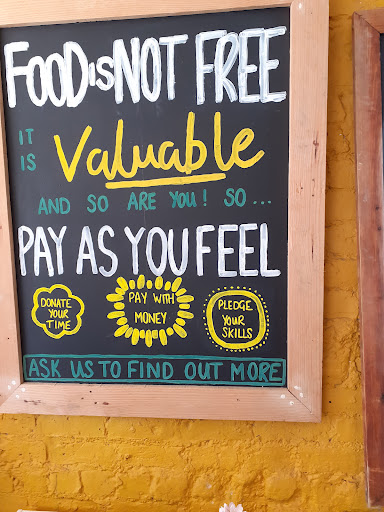 FOOD is NOT FREE
IT IS Valuable
AND SO ARE YOU! SO...
PAY AS YOU FEEL
DONATE YOUR TIME
PAY WITH MONEY
PLEDGE YOUR SKILLS
ASK US TO FIND OUT MORE